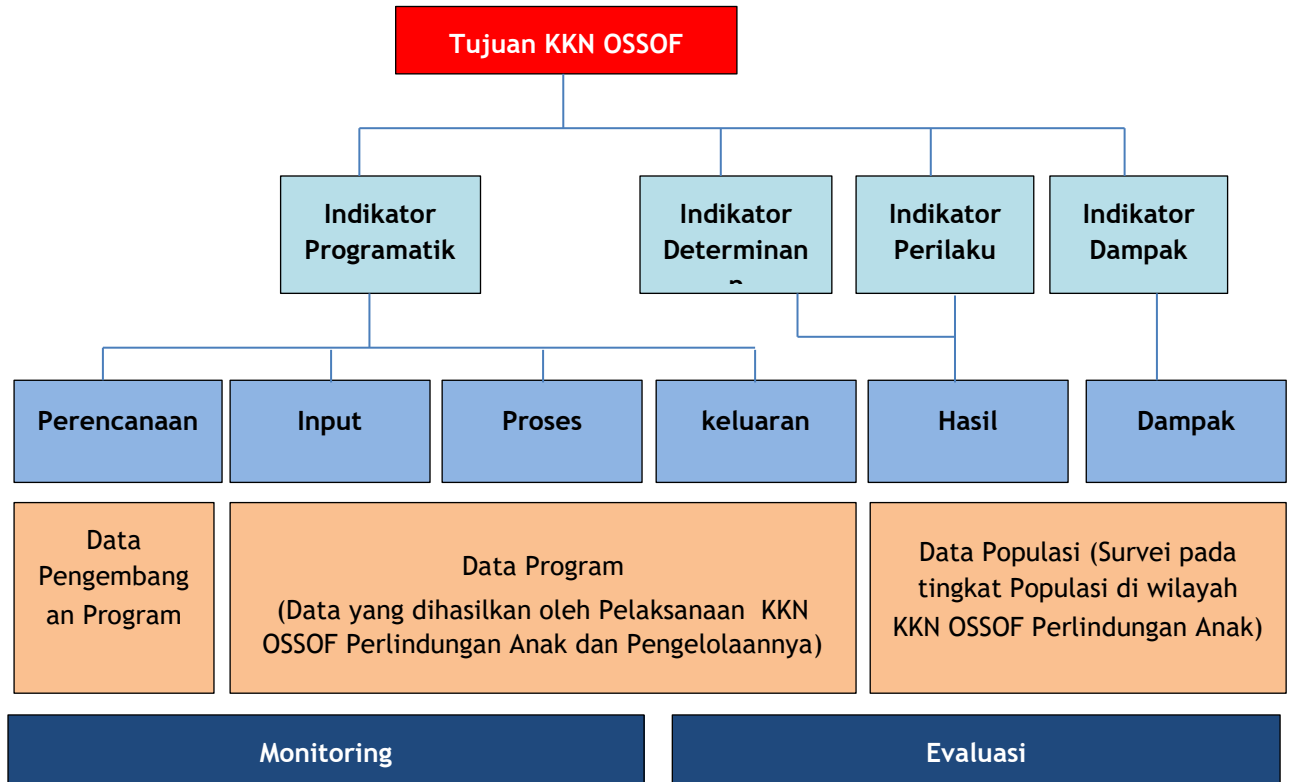 Tujuan KKN OSSOF
Indikator
Programatik
Indikator
Determinan
Indikator
Perilaku
Indikator
Dampak
Perencanaan
Input
Proses
keluaran
Hasil
Dampak
Data
Pengembang
an Program
Data Program
(Data yang dihasilkan oleh Pelaksanaan KKN
OSSOF Perlindungan Anak dan Pengelolaannya)
Data Populasi (Survei pada
tingkat Populasi di wilayah
KKN OSSOF Perlindungan Anak)
Monitoring
Evaluasi